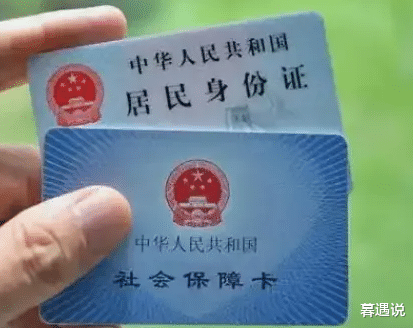 中华人民共和国
居民身份证
中华人民共和国
社会保障卡
暮遇说